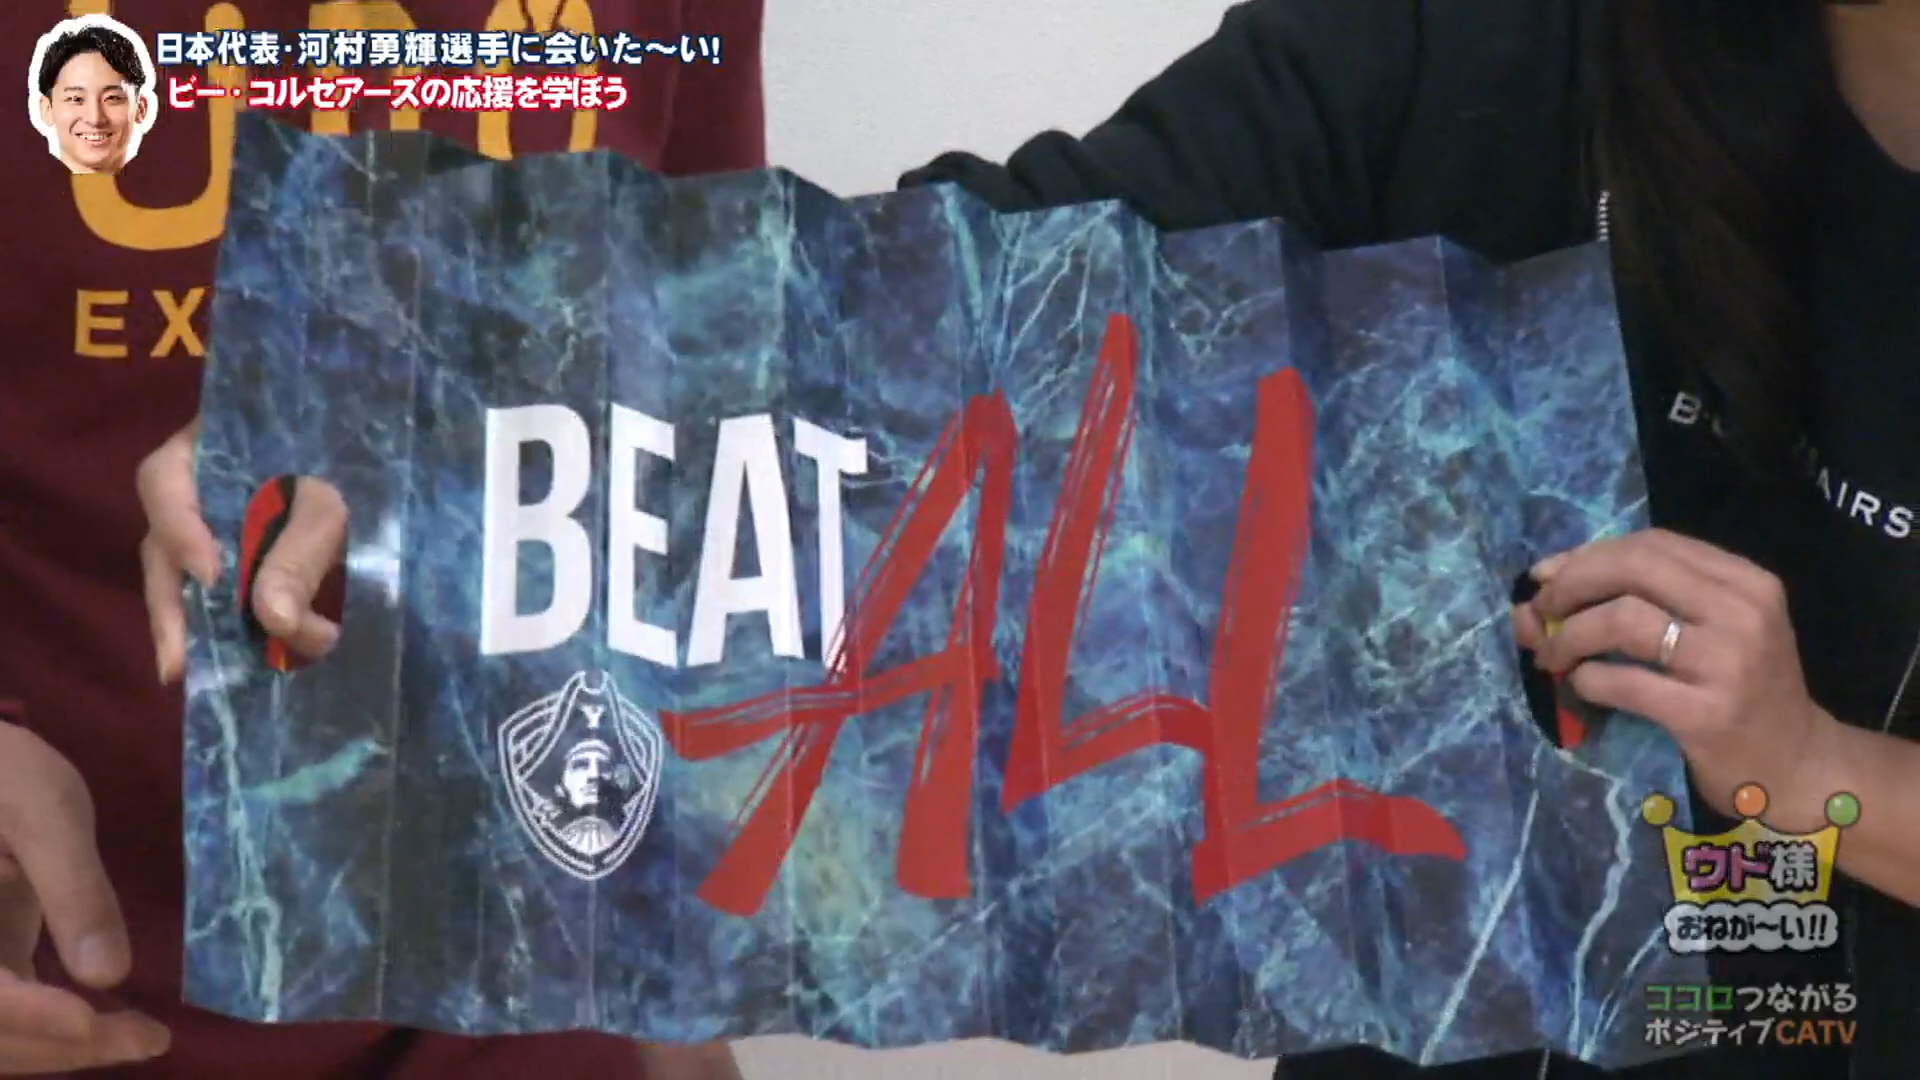 日本代表・河村勇輝選手に会いた〜い!
ビー・コルセアーズの応援を学ぼう
EX
BEAT
ALL
Y
AIRS
ウド様
おねが〜い!!
ココロつながる
ポジティブCATV